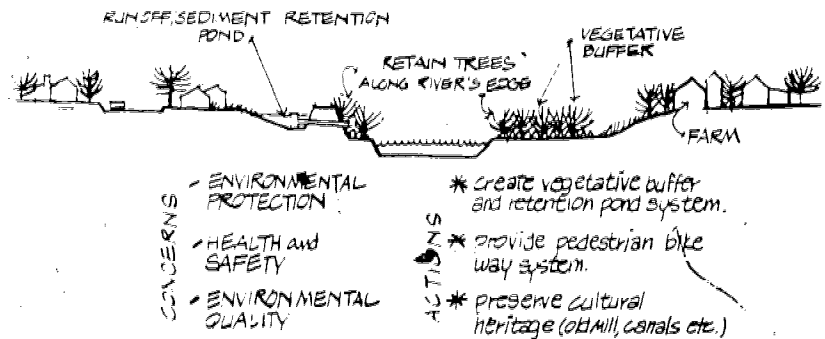 RUNOFF/SEDIMENT RETENTION
POND
VEGETATIVE
BUFFER
RETAIN TREES
ALONG RIVER'S EDGE
FARM
CONCERNS
ENVIRONMENTAL
PROTECTION
HEALTH and
SAFETY
ENVIRONMENTAL
QUALITY
ACTIONS
* create vegetative buffer
and retention pond system.
* provide pedestrian bike
way system.
* preserve cultural
heritage (old mill, canals etc.)